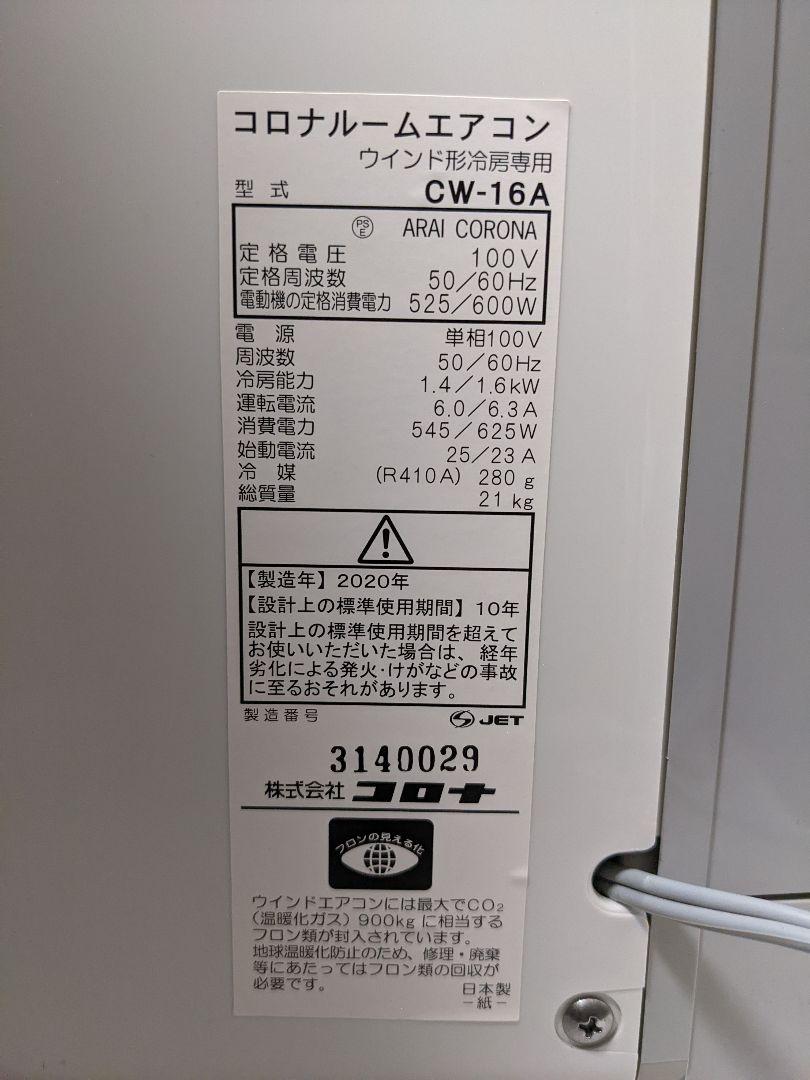 コロナルームエアコン
ウインド形冷房専用
型式 CW-16A
PSE ARAI CORONA
定格電圧 100V
定格周波数 50/60Hz
電動機の定格消費電力 525/600W
電源 単相100V
周波数 50/60Hz
冷房能力 1.4/1.6kW
運転電流 6.0/6.3A
消費電力 545/625W
始動電流 25/23A
冷媒 (R410A) 280g
総質量 21kg
【製造年】2020年
【設計上の標準使用期間】10年
設計上の標準使用期間を超えて
お使いいただいた場合は、経年
劣化による発火・けがなどの事故
に至るおそれがあります。
製造番号 JET
3140029
株式会社 コロナ
フロンの見える化
ウインドエアコンには最大でCO₂
(温暖化ガス) 900kgに相当する
フロン類が封入されています。
地球温暖化防止のため、修理・廃棄
等にあたってはフロン類の回収が
必要です。
日本製
-紙-